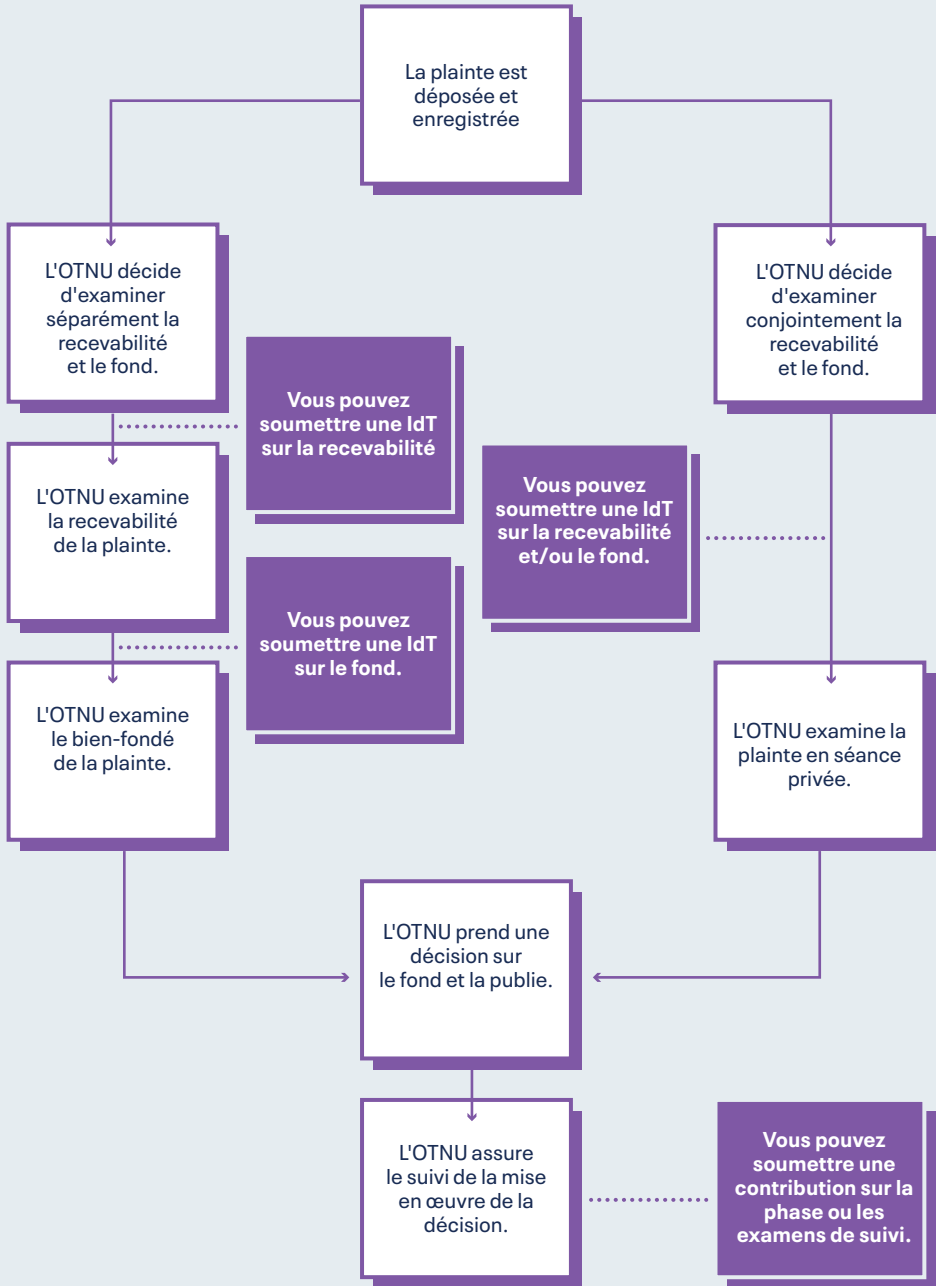 La plainte est
déposée et
enregistrée
L'OTNU décide
d'examiner
séparément la
recevabilité
et le fond.
L'OTNU décide
d'examiner
conjointement la
recevabilité
et le fond.
Vous pouvez
soumettre une IdT
sur la recevabilité
L'OTNU examine
la recevabilité
de la plainte.
Vous pouvez
soumettre une IdT
sur la recevabilité
et/ou le fond.
Vous pouvez
soumettre une IdT
sur le fond.
L'OTNU examine
le bien-fondé
de la plainte.
L'OTNU examine la
plainte en séance
privée.
L'OTNU prend une
décision sur
le fond et la publie.
L'OTNU assure
le suivi de la mise
en œuvre de la
décision.
Vous pouvez
soumettre une
contribution sur la
phase ou les
examens de suivi.